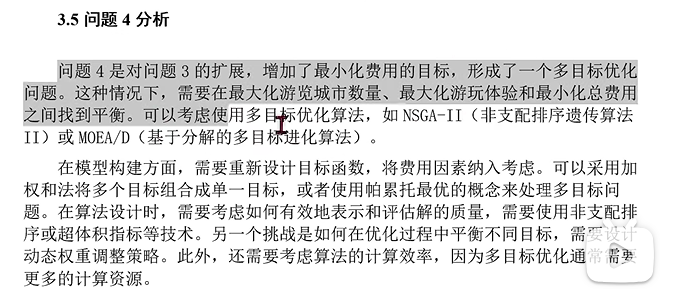 3.5 问题 4 分析
问题 4 是对问题 3 的扩展，增加了最小化费用的目标，形成了一个多目标优化
问题。这种情况下，需要在最大化游览城市数量、最大化游玩体验和最小化总费用
之间找到平衡。可以考虑使用多目标优化算法，如 NSGA-II（非支配排序遗传算法
II）或 MOEA/D（基于分解的多目标进化算法）。
在模型构建方面，需要重新设计目标函数，将费用因素纳入考虑。可以采用加
权和法将多个目标组合成单一目标，或者使用帕累托最优的概念来处理多目标问
题。在算法设计时，需要考虑如何有效地表示和评估解的质量，需要使用非支配排
序或超体积指标等技术。另一个挑战是如何在优化过程中平衡不同目标，需要设计
动态权重调整策略。此外，还需要考虑算法的计算效率，因为多目标优化通常需要
更多的计算资源。